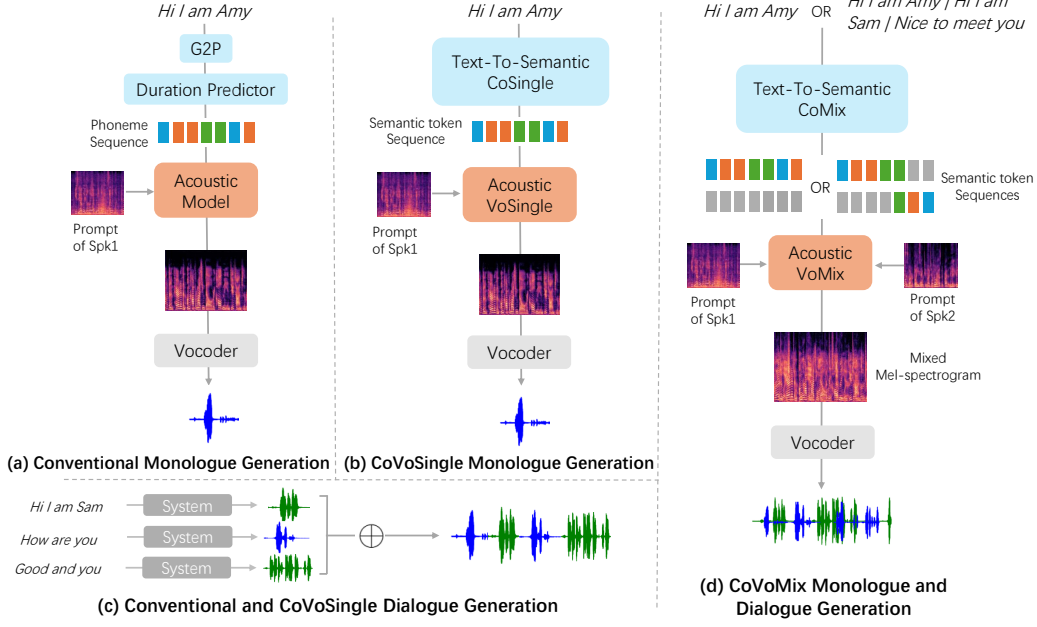 Hi I am Amy
G2P
Duration Predictor
Phoneme
Sequence
Acoustic
Model
Prompt
of Spk1
Vocoder
(a) Conventional Monologue Generation
Hi I am Amy
Text-To-Semantic
CoSingle
Semantic token
Sequence
Acoustic
VoSingle
Prompt
of Spk1
Vocoder
(b) CoVoSingle Monologue Generation
Hi I am Sam
System
How are you
System
Good and you
System
(c) Conventional and CoVoSingle Dialogue Generation
Hi I am Amy OR
Hi I am Amy | Hi I am
Sam | Nice to meet you
Text-To-Semantic
CoMix
OR
Semantic token
Sequences
Acoustic
VoMix
Prompt
of Spk1
Prompt
of Spk2
Mixed
Mel-spectrogram
Vocoder
(d) CoVoMix Monologue and
Dialogue Generation